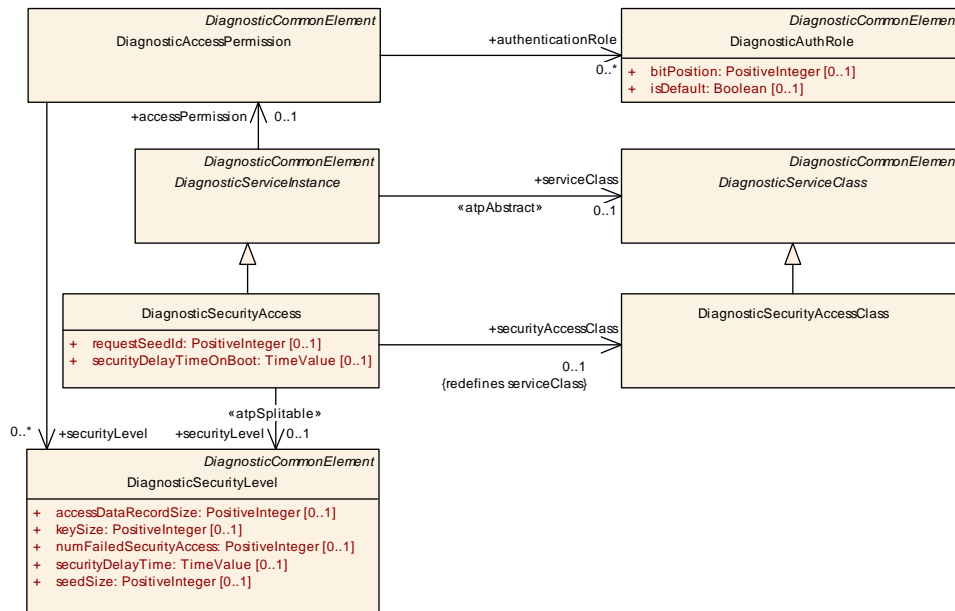 DiagnosticCommonElement
DiagnosticAccessPermission
DiagnosticCommonElement
DiagnosticAuthRole
+ bitPosition: PositiveInteger [0..1]
+ isDefault: Boolean [0..1]
+authenticationRole
0..*
+accessPermission
0..1
DiagnosticCommonElement
DiagnosticServiceInstance
+serviceClass
«atpAbstract»
0..1
DiagnosticCommonElement
DiagnosticServiceClass
DiagnosticSecurityAccess
+ requestSeedId: PositiveInteger [0..1]
+ securityDelayTimeOnBoot: TimeValue [0..1]
+securityAccessClass
0..1
{redefines serviceClass}
DiagnosticSecurityAccessClass
«atpSplitable»
0..*
+securityLevel
+securityLevel
0..1
DiagnosticCommonElement
DiagnosticSecurityLevel
+ accessDataRecordSize: PositiveInteger [0..1]
+ keySize: PositiveInteger [0..1]
+ numFailedSecurityAccess: PositiveInteger [0..1]
+ securityDelayTime: TimeValue [0..1]
+ seedSize: PositiveInteger [0..1]